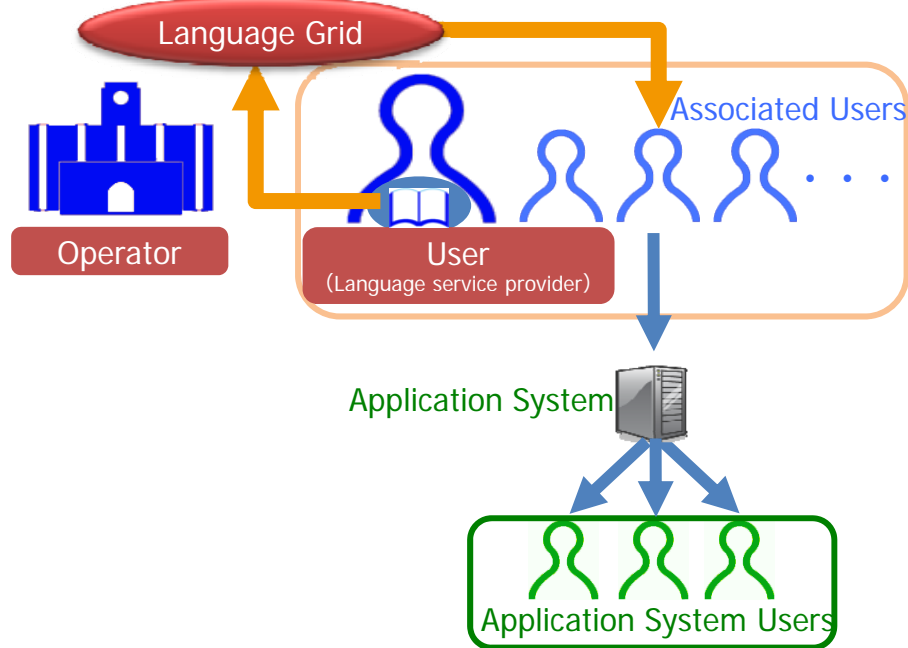 Language Grid
Associated Users
. . .
Operator
User
（Language service provider）
Application System
Application System Users